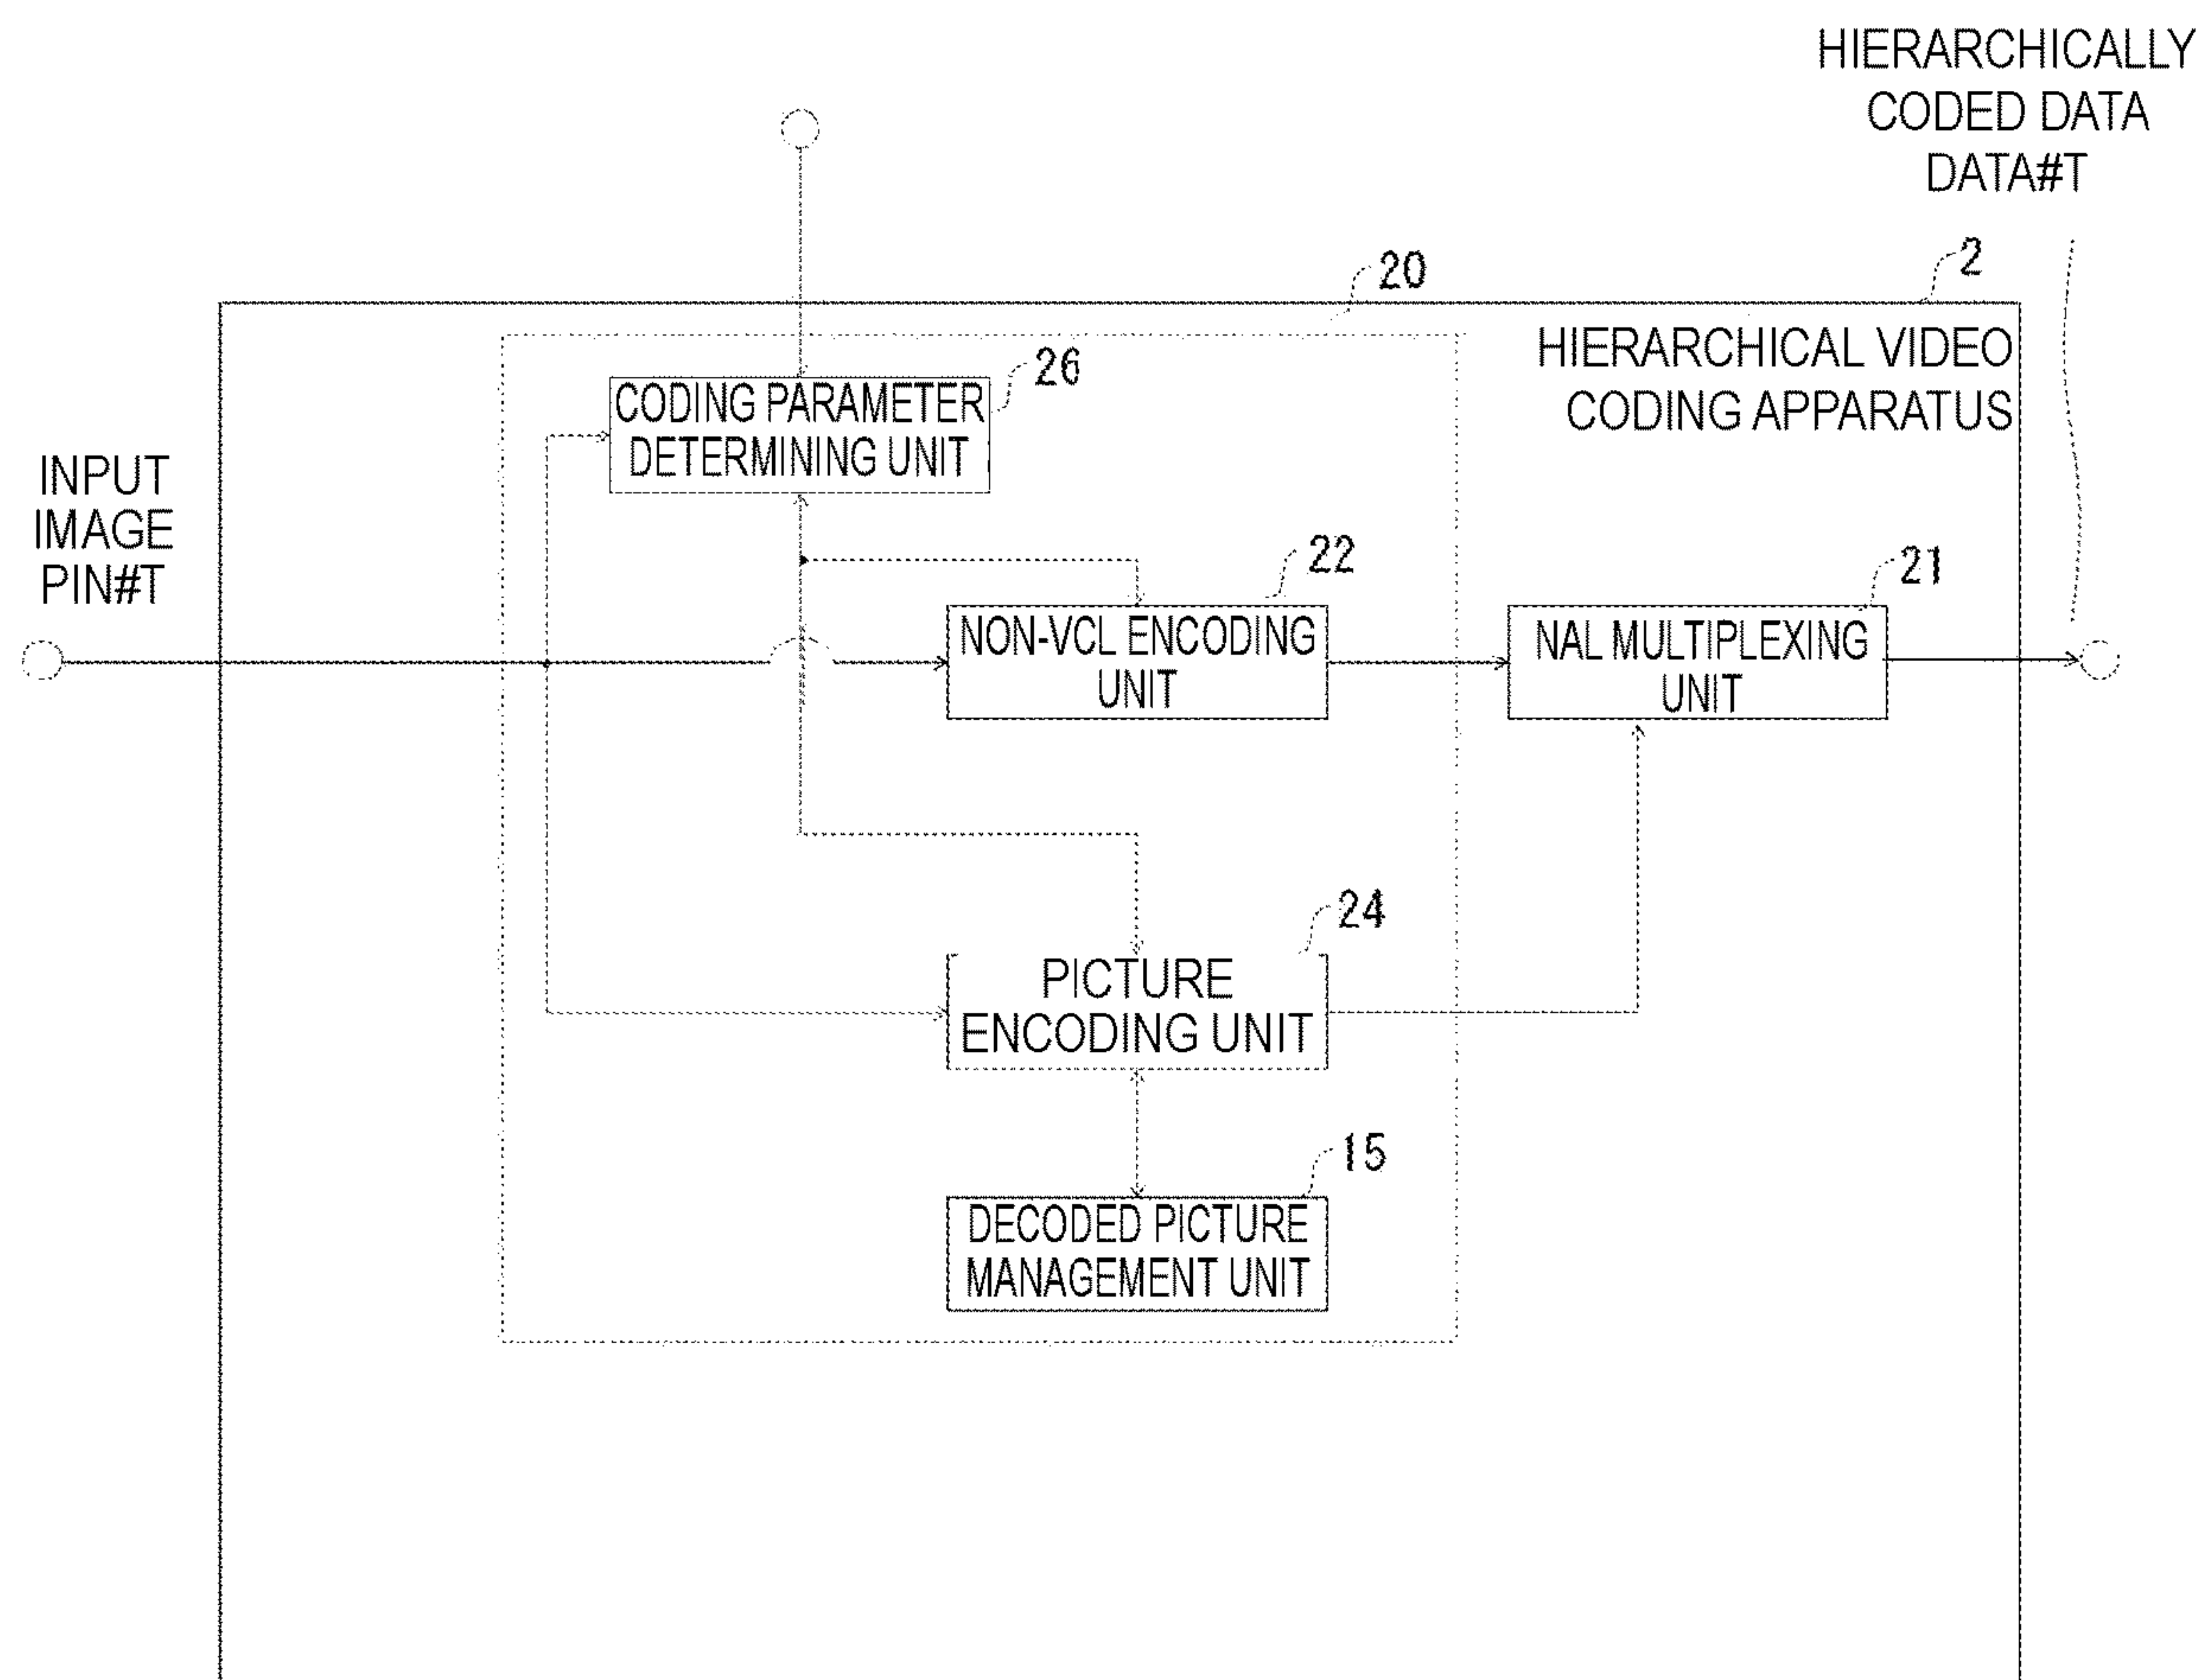 HIERARCHICALLY
CODED DATA
DATA#T
20
2
HIERARCHICAL VIDEO
CODING APPARATUS
26
CODING PARAMETER
DETERMINING UNIT
INPUT
IMAGE
PIN#T
22
21
NON-VCL ENCODING
UNIT
NAL MULTIPLEXING
UNIT
24
PICTURE
ENCODING UNIT
15
DECODED PICTURE
MANAGEMENT UNIT